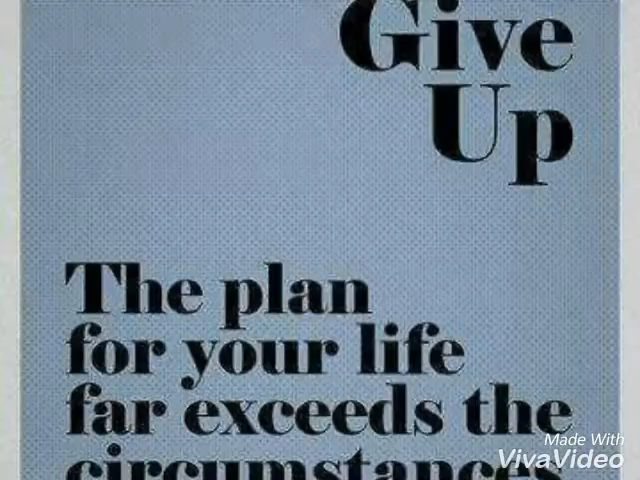 Give
Up
The plan
for your life
far exceeds the
circumstances
Made With
VivaVideo